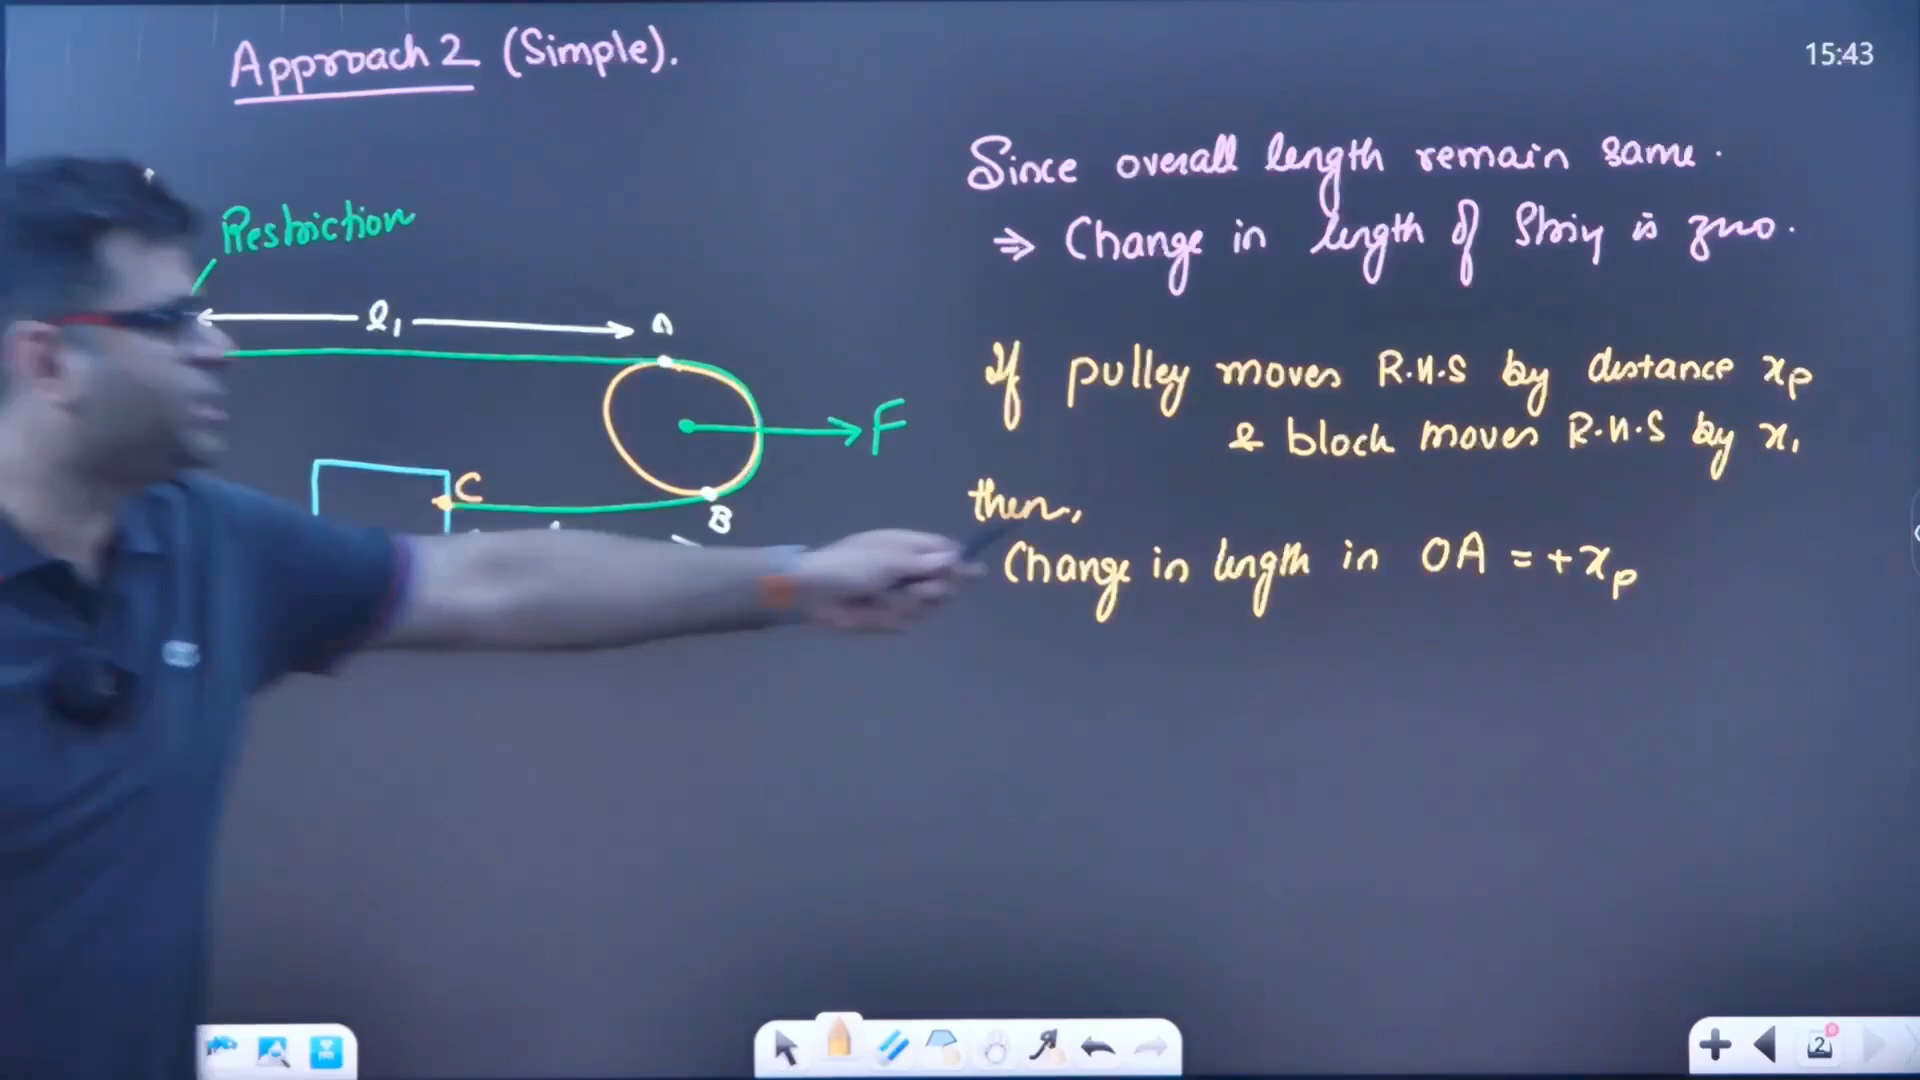 Approach 2 (Simple).
15:43
Since overall length remain same.
⇒ Change in length of String is zero.
Restriction
l₁
A
If pulley moves R.H.S by distance xₚ
& block moves R.H.S by x₁
F
C
B
then,
Change in length in OA = +xₚ
2